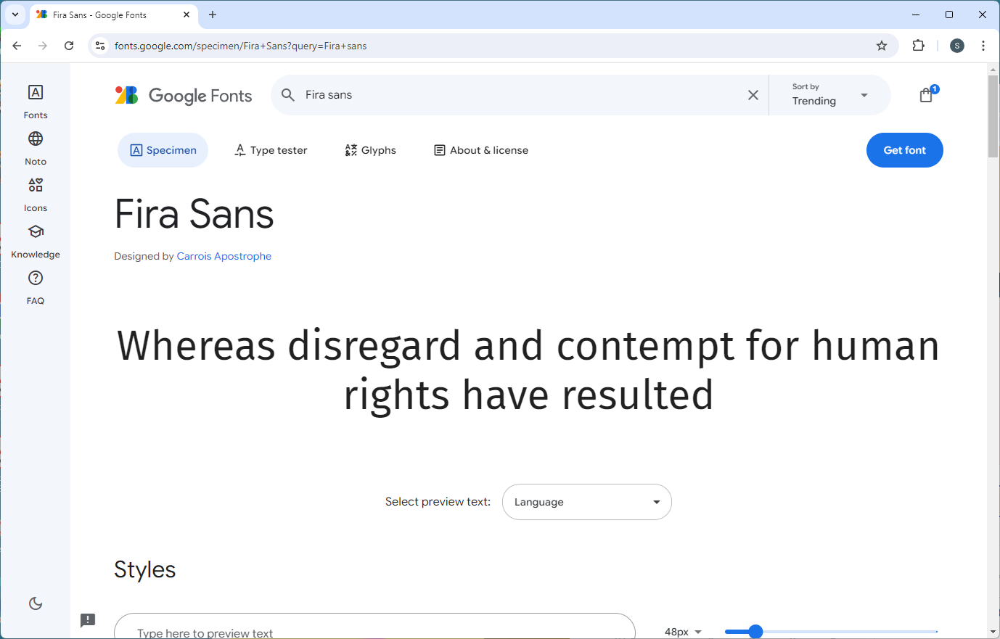 Fira Sans - Google Fonts
fonts.google.com/specimen/Fira+Sans?query=Fira+sans
S
Fonts
Noto
Icons
Knowledge
FAQ
Google Fonts
Fira sans
Sort by
Trending
1
Specimen
Type tester
Glyphs
About & license
Get font
Fira Sans
Designed by Carrois Apostrophe
Whereas disregard and contempt for human
rights have resulted
Select preview text:
Language
Styles
Type here to preview text
48px